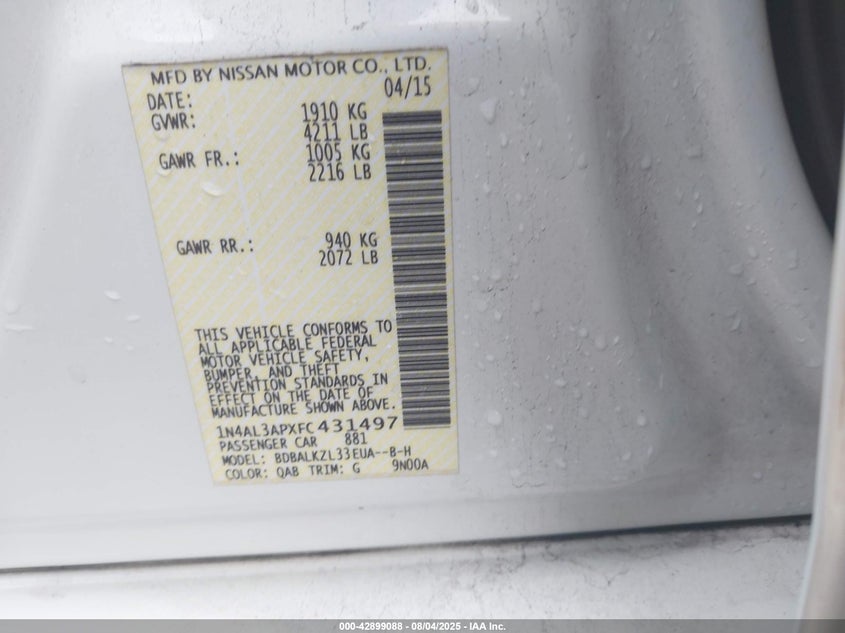 MFD BY NISSAN MOTOR CO., LTD.
DATE: 04/15
GVWR: 1910 KG
4211 LB
GAWR FR.: 1005 KG
2216 LB
GAWR RR.: 940 KG
2072 LB
THIS VEHICLE CONFORMS TO
ALL APPLICABLE FEDERAL
MOTOR VEHICLE SAFETY,
BUMPER, AND THEFT
PREVENTION STANDARDS IN
EFFECT ON THE DATE OF
MANUFACTURE SHOWN ABOVE.
1N4AL3APXFC431497
PASSENGER CAR 881
MODEL: BDBALKZL33EUA--B-H
COLOR: QAB TRIM: G 9N00A
000-42899088 - 08/04/2025 - IAA Inc.